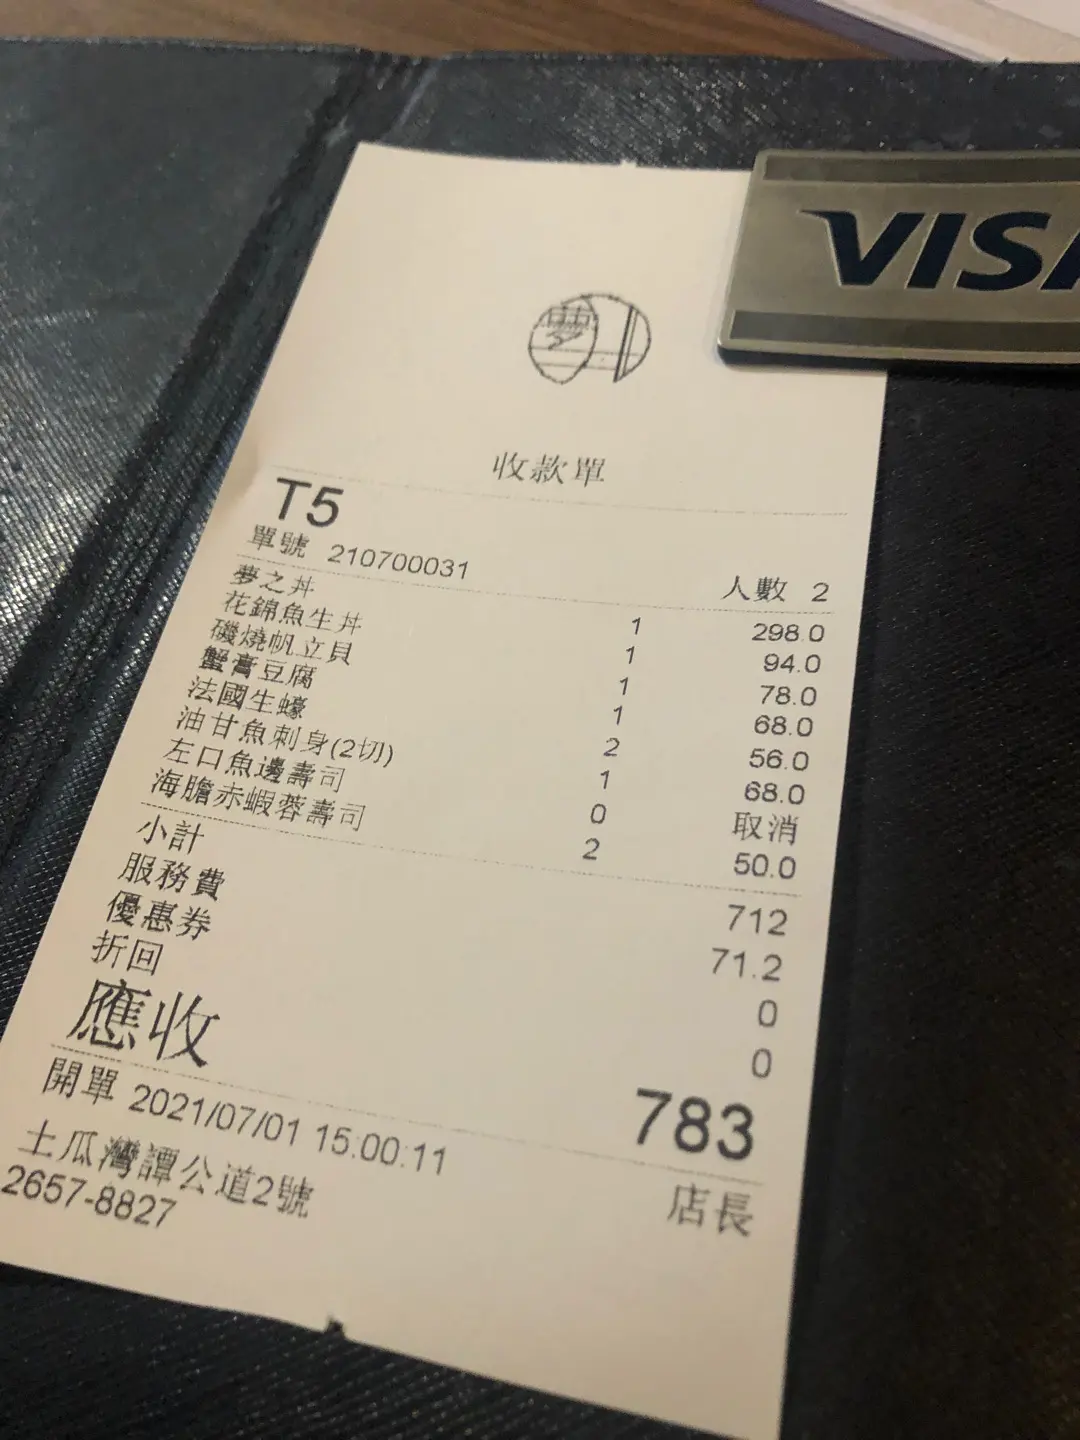 VISA
夢
收款單
T5
單號 210700031 人數 2
夢之丼 1 298.0
花錦魚生丼 1 94.0
磯燒帆立貝 1 78.0
蟹膏豆腐 1 68.0
法國生蠔 2 56.0
油甘魚刺身(2切) 1 68.0
左口魚邊壽司 0 取消
海膽赤蝦蓉壽司 2 50.0
小計 712
服務費 71.2
優惠券 0
折回 0
應收 783
開單 2021/07/01 15:00:11 店長
土瓜灣譚公道2號
2657-8827